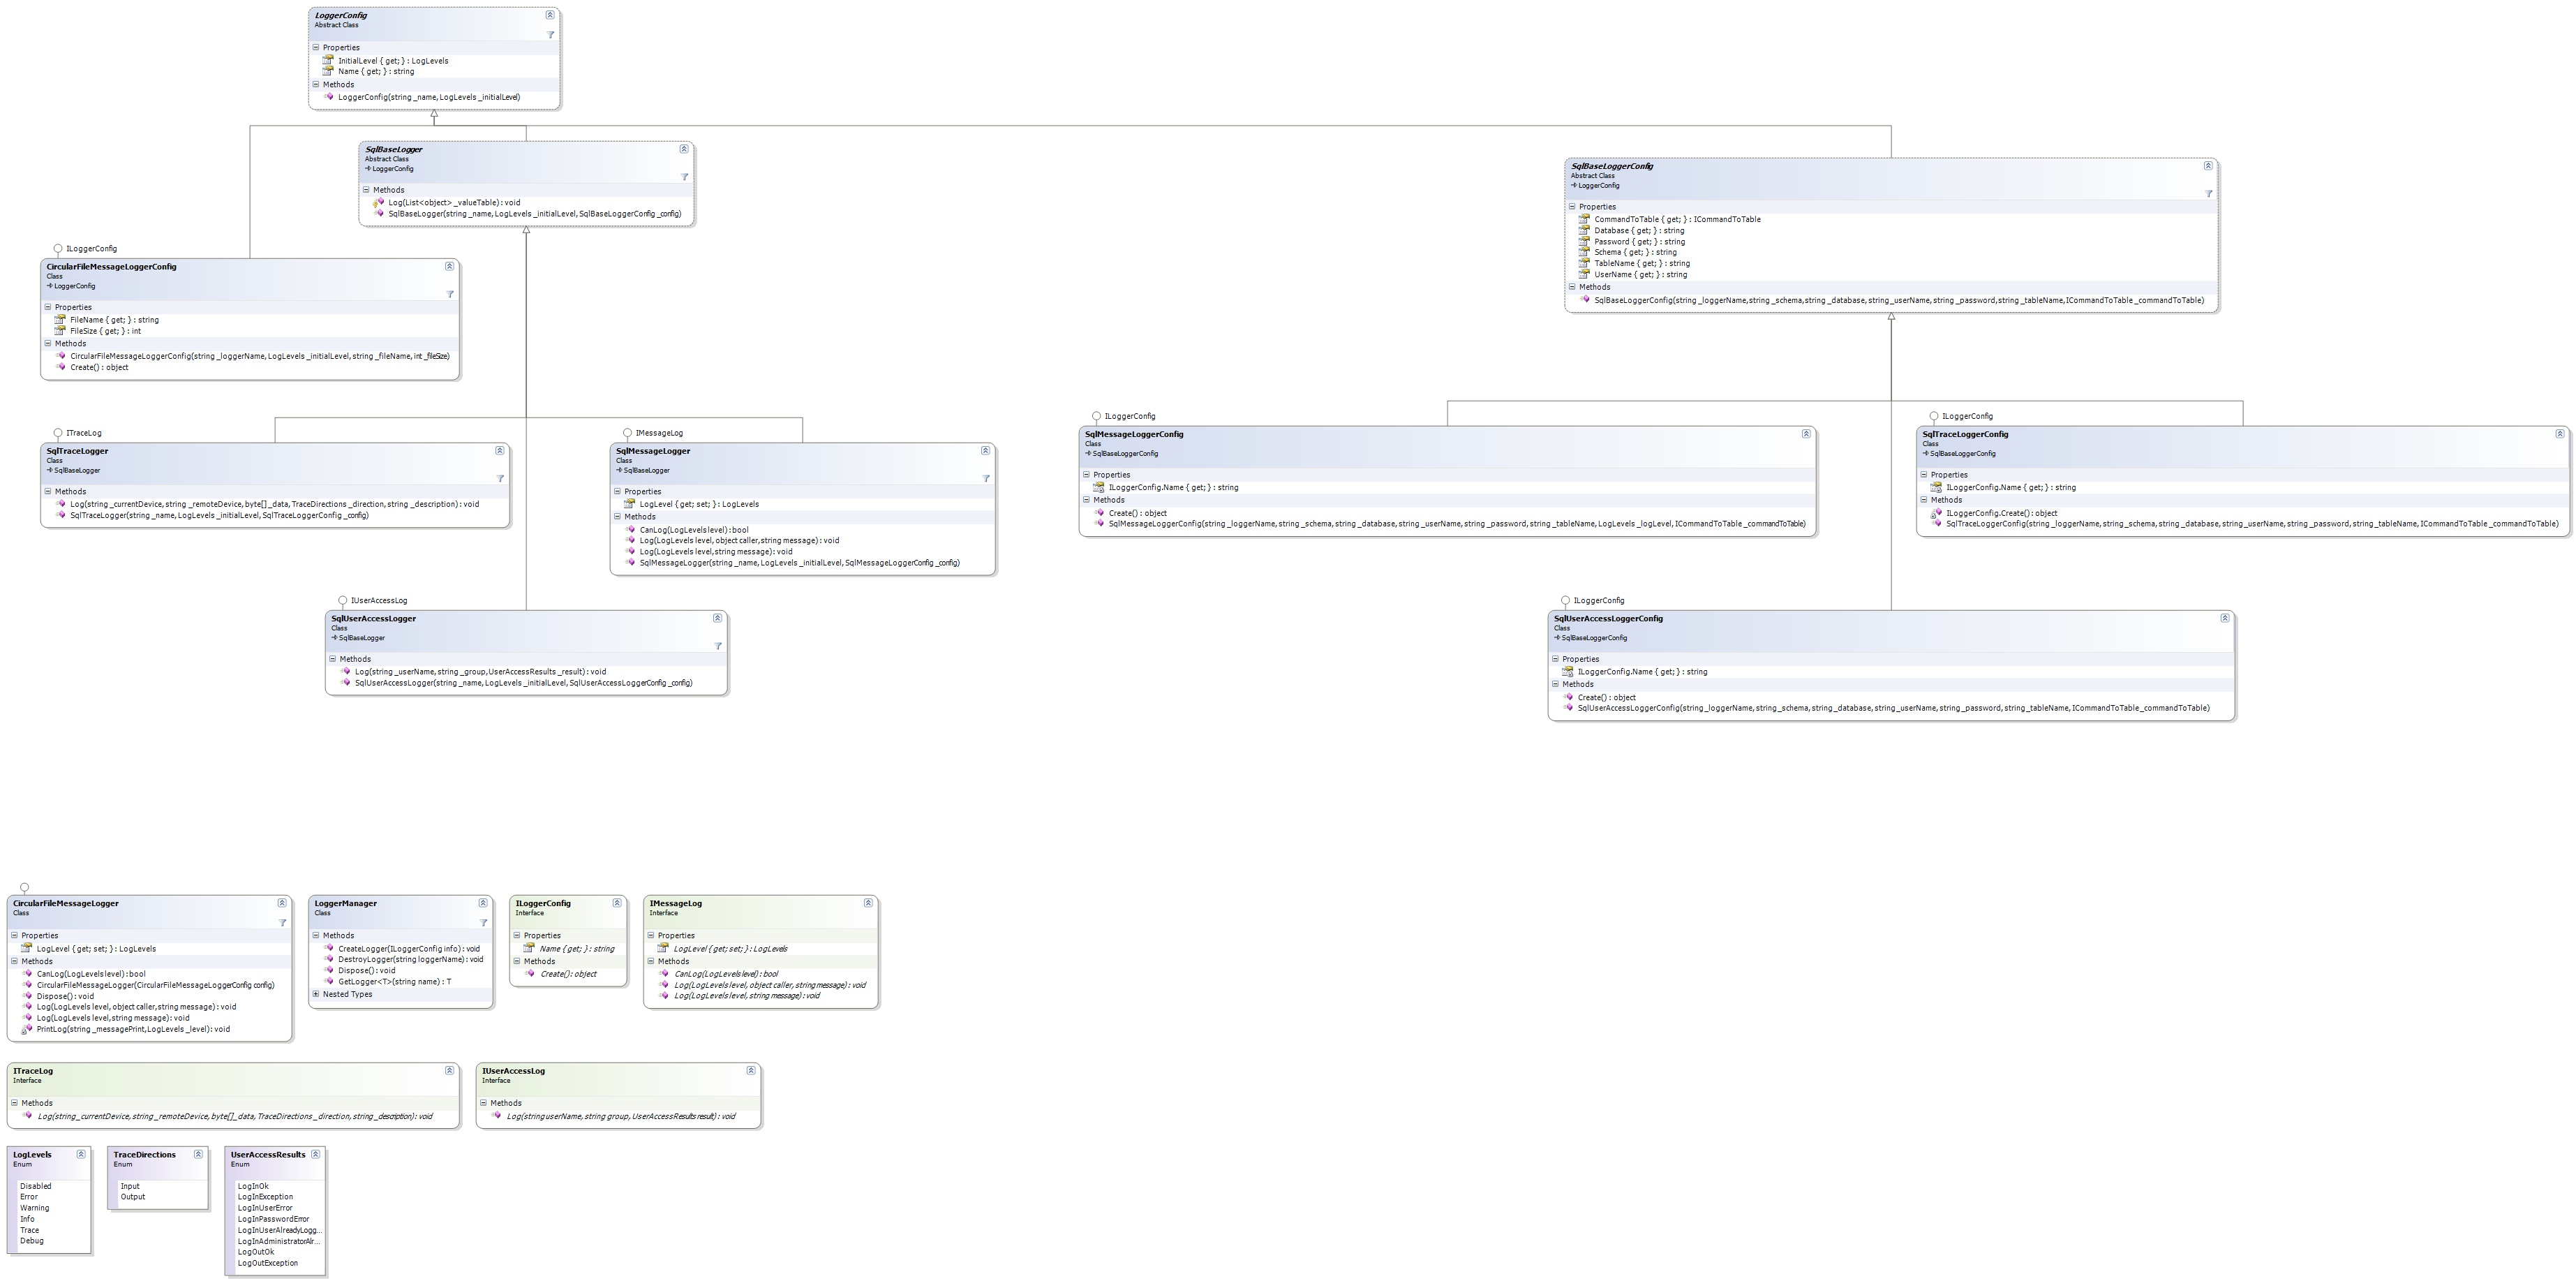 LoggerConfig
Abstract Class
Properties
InitialLevel { get; } : LogLevels
Name { get; } : string
Methods
LoggerConfig(string _name, LogLevels _initialLevel)
SqlBaseLogger
Abstract Class
LoggerConfig
Methods
Log(List<object> _valueTable) : void
SqlBaseLogger(string _name, LogLevels _initialLevel, SqlBaseLoggerConfig _config)
SqlBaseLoggerConfig
Abstract Class
LoggerConfig
Properties
CommandToTable { get; } : ICommandToTable
Database { get; } : string
Password { get; } : string
Schema { get; } : string
TableName { get; } : string
UserName { get; } : string
Methods
SqlBaseLoggerConfig(string _loggerName, string _schema, string _database, string _userName, string _password, string _tableName, ICommandToTable _commandToTable)
ILoggerConfig
CircularFileMessageLoggerConfig
Class
LoggerConfig
Properties
FileName { get; } : string
FileSize { get; } : int
Methods
CircularFileMessageLoggerConfig(string _loggerName, LogLevels _initialLevel, string _fileName, int _fileSize)
Create() : object
ITraceLog
SqlTraceLogger
Class
SqlBaseLogger
Methods
Log(string _currentDevice, string _remoteDevice, byte[] _data, TraceDirections _direction, string _description) : void
SqlTraceLogger(string _name, LogLevels _initialLevel, SqlTraceLoggerConfig _config)
IMessageLog
SqlMessageLogger
Class
SqlBaseLogger
Properties
LogLevel { get; set; } : LogLevels
Methods
CanLog(LogLevels level) : bool
Log(LogLevels level, object caller, string message) : void
Log(LogLevels level, string message) : void
SqlMessageLogger(string _name, LogLevels _initialLevel, SqlMessageLoggerConfig _config)
ILoggerConfig
SqlMessageLoggerConfig
Class
SqlBaseLoggerConfig
Properties
ILoggerConfig.Name { get; } : string
Methods
Create() : object
SqlMessageLoggerConfig(string _loggerName, string _schema, string _database, string _userName, string _password, string _tableName, LogLevels _logLevel, ICommandToTable _commandToTable)
ILoggerConfig
SqlTraceLoggerConfig
Class
SqlBaseLoggerConfig
Properties
ILoggerConfig.Name { get; } : string
Methods
ILoggerConfig.Create() : object
SqlTraceLoggerConfig(string _loggerName, string _schema, string _database, string _userName, string _password, string _tableName, ICommandToTable _commandToTable)
IUserAccessLog
SqlUserAccessLogger
Class
SqlBaseLogger
Methods
Log(string _userName, string _group, UserAccessResults _result) : void
SqlUserAccessLogger(string _name, LogLevels _initialLevel, SqlUserAccessLoggerConfig _config)
ILoggerConfig
SqlUserAccessLoggerConfig
Class
SqlBaseLoggerConfig
Properties
ILoggerConfig.Name { get; } : string
Methods
Create() : object
SqlUserAccessLoggerConfig(string _loggerName, string _schema, string _database, string _userName, string _password, string _tableName, ICommandToTable _commandToTable)
CircularFileMessageLogger
Class
Properties
LogLevel { get; set; } : LogLevels
Methods
CanLog(LogLevels level) : bool
CircularFileMessageLogger(CircularFileMessageLoggerConfig config)
Dispose() : void
Log(LogLevels level, object caller, string message) : void
Log(LogLevels level, string message) : void
PrintLog(string _messagePrint, LogLevels _level) : void
LoggerManager
Class
Methods
CreateLogger(ILoggerConfig info) : void
DestroyLogger(string loggerName) : void
Dispose() : void
GetLogger<T>(string name) : T
Nested Types
ILoggerConfig
Interface
Properties
Name { get; } : string
Methods
Create() : object
IMessageLog
Interface
Properties
LogLevel { get; set; } : LogLevels
Methods
CanLog(LogLevels level) : bool
Log(LogLevels level, object caller, string message) : void
Log(LogLevels level, string message) : void
ITraceLog
Interface
Methods
Log(string _currentDevice, string _remoteDevice, byte[] _data, TraceDirections _direction, string _description) : void
IUserAccessLog
Interface
Methods
Log(string userName, string group, UserAccessResults result) : void
LogLevels
Enum
Disabled
Error
Warning
Info
Trace
Debug
TraceDirections
Enum
Input
Output
UserAccessResults
Enum
LogInOk
LogInException
LogInUserError
LogInPasswordError
LogInUserAlreadyLogg...
LogInAdministratorAlr...
LogOutOk
LogOutException